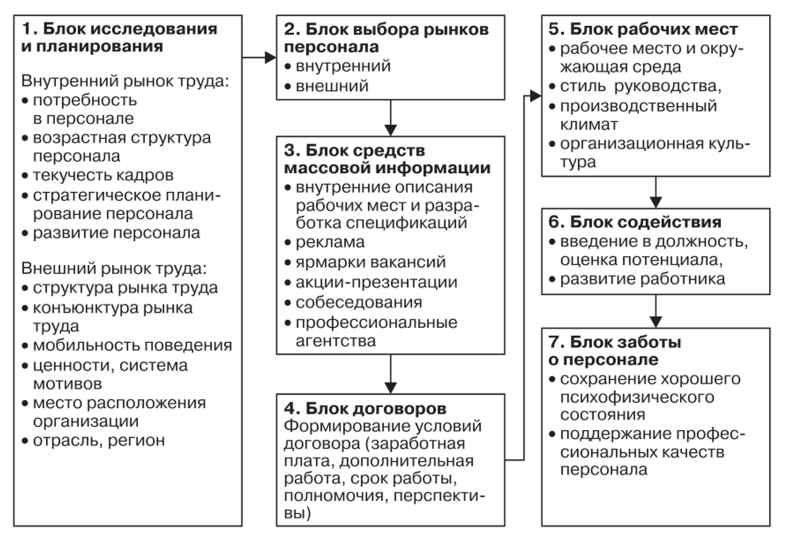 1. Блок исследования
и планирования
Внутренний рынок труда:
• потребность
в персонале
• возрастная структура
персонала
• текучесть кадров
• стратегическое плани-
рование персонала
• развитие персонала
Внешний рынок труда:
• структура рынка труда
• конъюнктура рынка
труда
• мобильность поведения
• ценности, система
мотивов
• место расположения
организации
• отрасль, регион
2. Блок выбора рынков
персонала
• внутренний
• внешний
3. Блок средств
массовой информации
• внутренние описания
рабочих мест и разра-
ботка спецификаций
• реклама
• ярмарки вакансий
• акции-презентации
• собеседования
• профессиональные
агентства
4. Блок договоров
Формирование условий
договора (заработная
плата, дополнительная
работа, срок работы,
полномочия, перспекти-
вы)
5. Блок рабочих мест
• рабочее место и окру-
жающая среда
• стиль руководства,
• производственный
климат
• организационная куль-
тура
6. Блок содействия
• введение в должность,
оценка потенциала,
• развитие работника
7. Блок заботы
о персонале
• сохранение хорошего
психофизического
состояния
• поддержание профес-
сиональных качеств
персонала